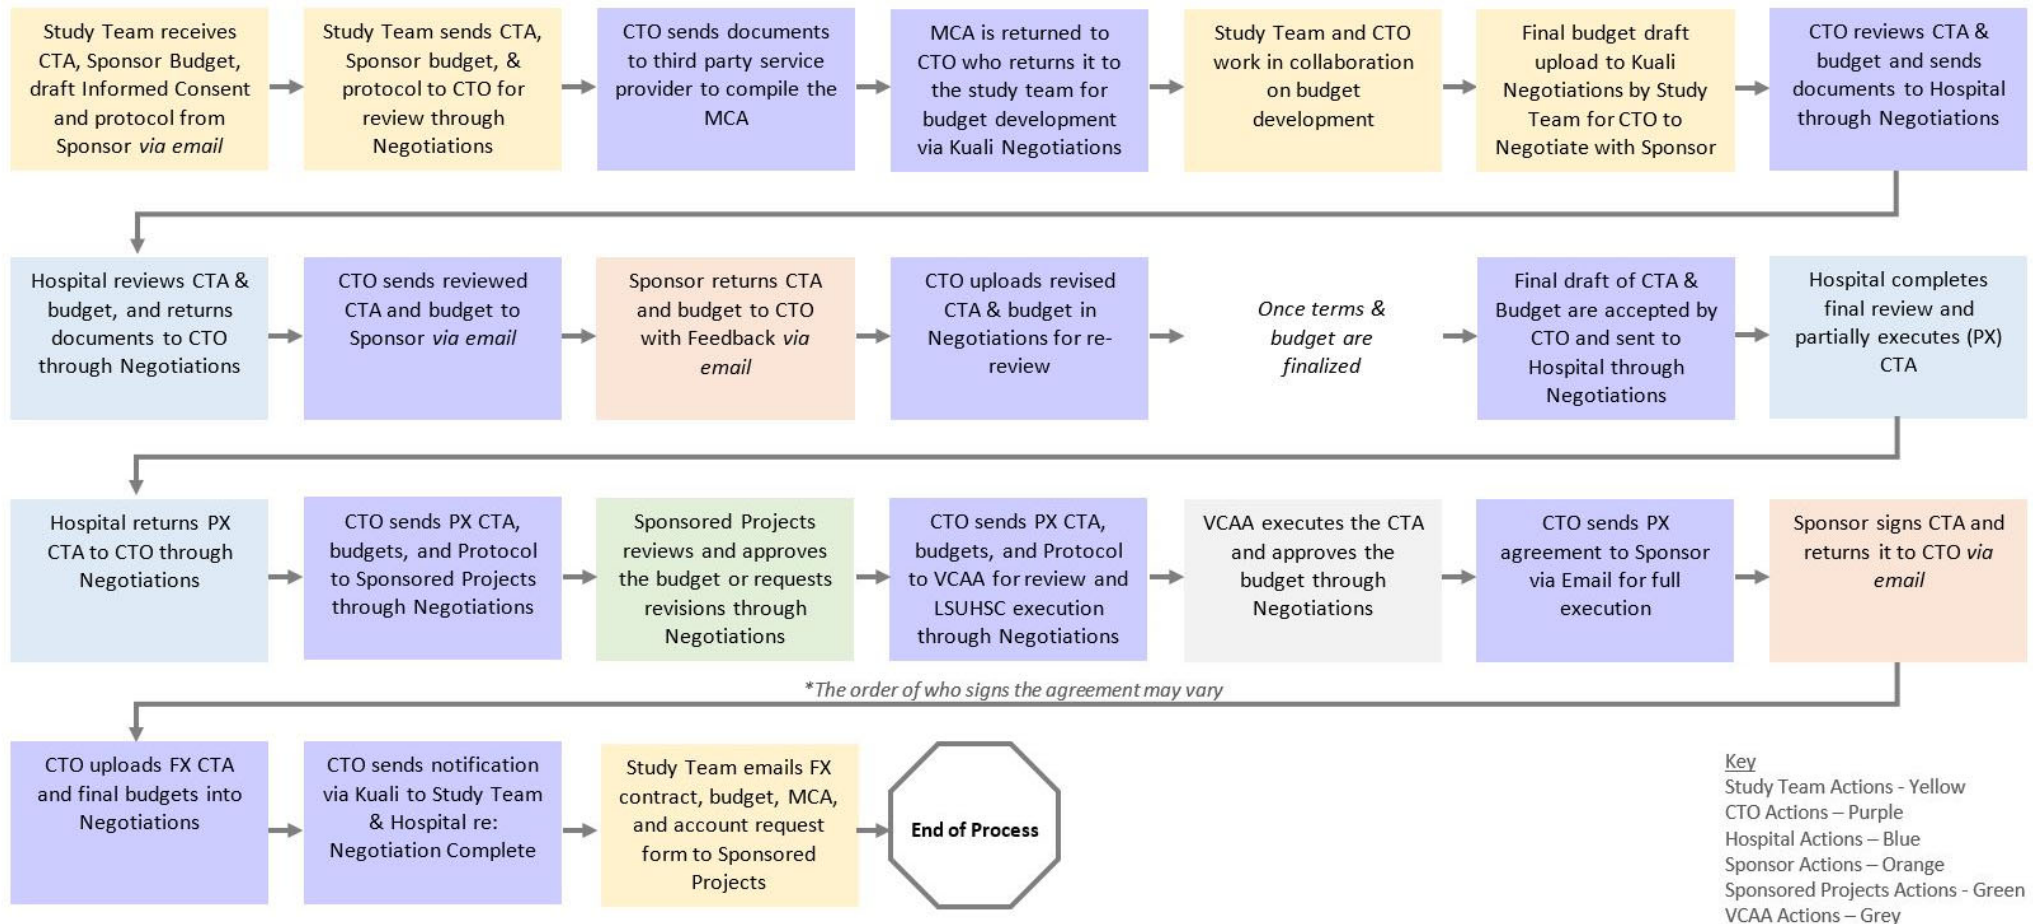 Study Team receives
CTA, Sponsor Budget,
draft Informed Consent
and protocol from
Sponsor via email
Study Team sends CTA,
Sponsor budget, &
protocol to CTO for
review through
Negotiations
CTO sends documents
to third party service
provider to compile the
MCA
MCA is returned to
CTO who returns it to
the study team for
budget development
via Kuali Negotiations
Study Team and CTO
work in collaboration
on budget
development
Final budget draft
upload to Kuali
Negotiations by Study
Team for CTO to
Negotiate with Sponsor
CTO reviews CTA &
budget and sends
documents to Hospital
through Negotiations
Hospital reviews CTA &
budget, and returns
documents to CTO
through Negotiations
CTO sends reviewed
CTA and budget to
Sponsor via email
Sponsor returns CTA
and budget to CTO
with Feedback via
email
CTO uploads revised
CTA & budget in
Negotiations for re-
review
Once terms &
budget are
finalized
Final draft of CTA &
Budget are accepted by
CTO and sent to
Hospital through
Negotiations
Hospital completes
final review and
partially executes (PX)
CTA
Hospital returns PX
CTA to CTO through
Negotiations
CTO sends PX CTA,
budgets, and Protocol
to Sponsored Projects
through Negotiations
Sponsored Projects
reviews and approves
the budget or requests
revisions through
Negotiations
CTO sends PX CTA,
budgets, and Protocol
to VCAA for review and
LSUHSC execution
through Negotiations
VCAA executes the CTA
and approves the
budget through
Negotiations
CTO sends PX
agreement to Sponsor
via Email for full
execution
Sponsor signs CTA and
returns it to CTO via
email
*The order of who signs the agreement may vary
CTO uploads FX CTA
and final budgets into
Negotiations
CTO sends notification
via Kuali to Study Team
& Hospital re:
Negotiation Complete
Study Team emails FX
contract, budget, MCA,
and account request
form to Sponsored
Projects
End of Process
Key
Study Team Actions - Yellow
CTO Actions – Purple
Hospital Actions – Blue
Sponsor Actions – Orange
Sponsored Projects Actions - Green
VCAA Actions – Grey